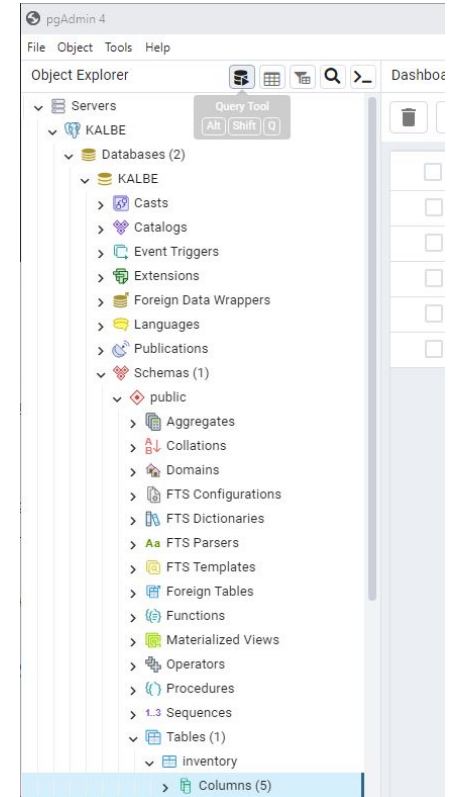 pgAdmin 4
File Object Tools Help
Object Explorer
Dashboa
Query Tool
Alt Shift Q
Servers
KALBE
Databases (2)
KALBE
Casts
Catalogs
Event Triggers
Extensions
Foreign Data Wrappers
Languages
Publications
Schemas (1)
public
Aggregates
Collations
Domains
FTS Configurations
FTS Dictionaries
Aa FTS Parsers
FTS Templates
Foreign Tables
Functions
Materialized Views
Operators
Procedures
1..3 Sequences
Tables (1)
inventory
Columns (5)